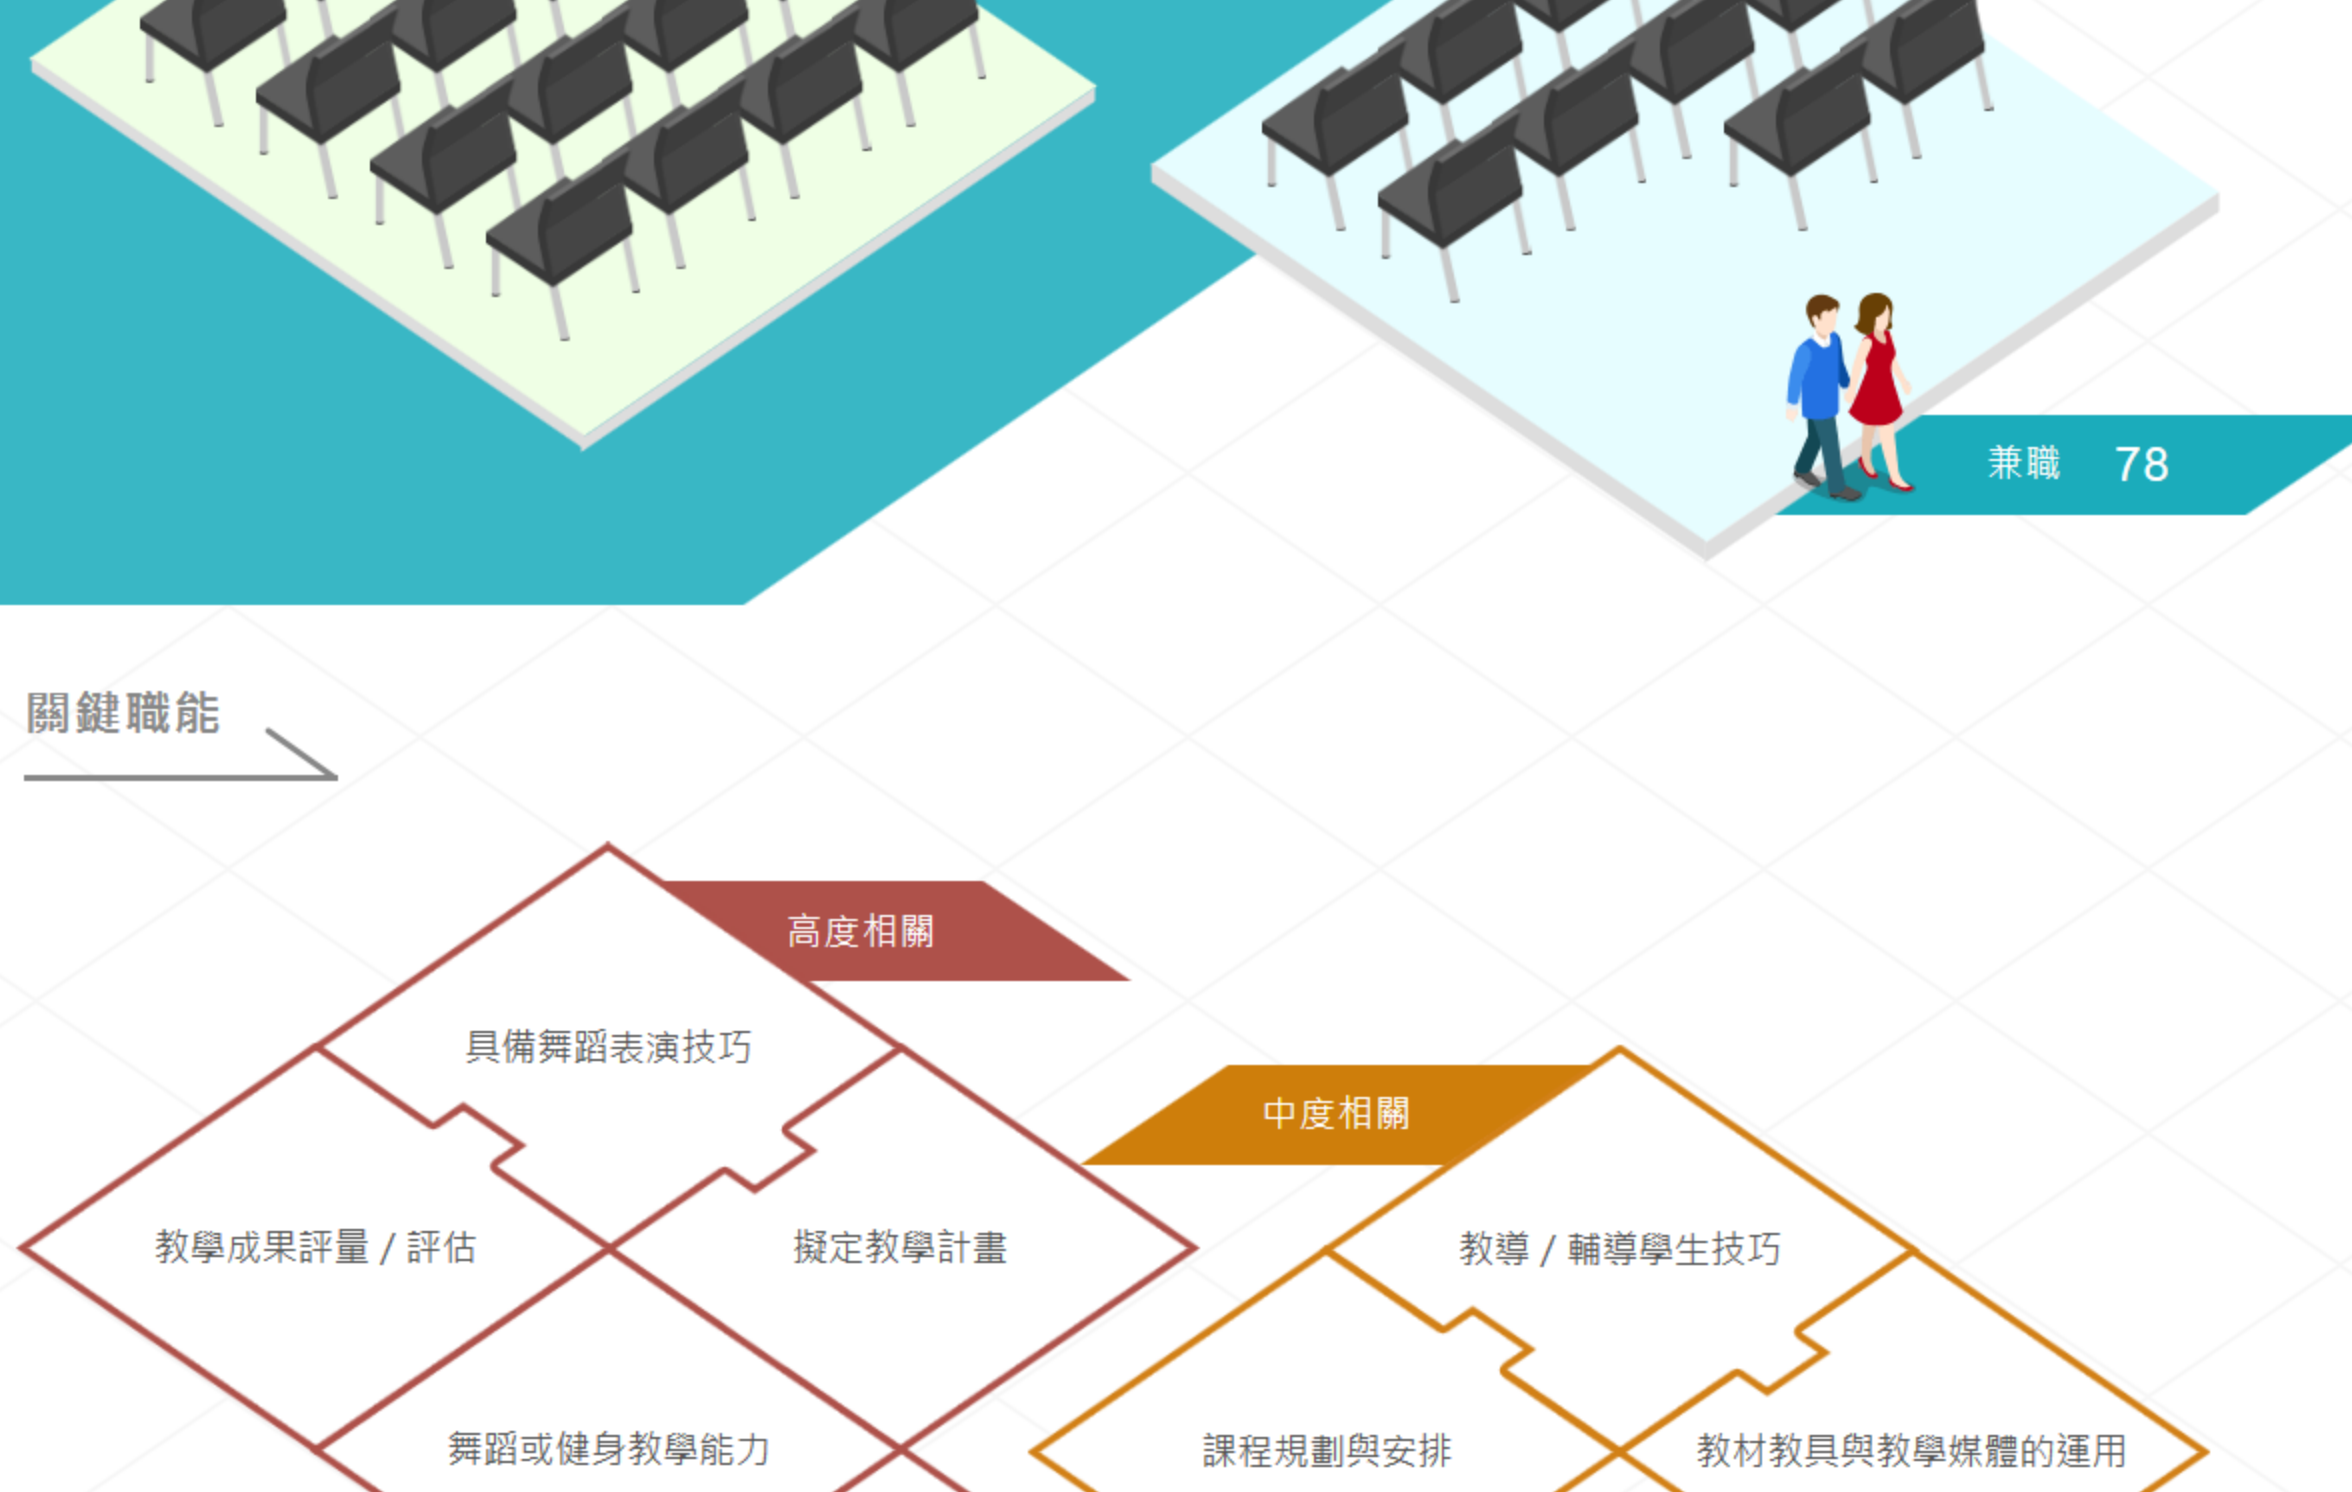 兼職 78
關鍵職能
高度相關
具備舞蹈表演技巧
中度相關
教學成果評量 / 評估
擬定教學計畫
教導 / 輔導學生技巧
舞蹈或健身教學能力
課程規劃與安排
教材教具與教學媒體的運用